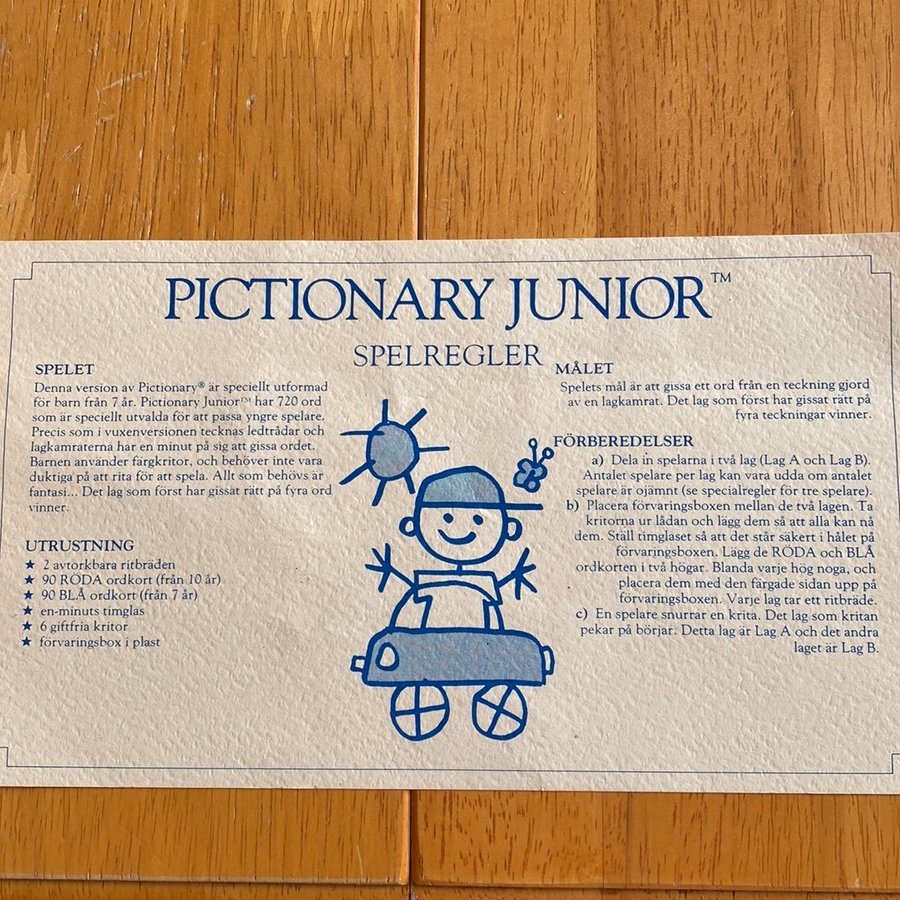 PICTIONARY JUNIOR™
SPELREGLER
SPELET
Denna version av Pictionary® är speciellt utformad
för barn från 7 år. Pictionary Junior™ har 720 ord
som är speciellt utvalda för att passa yngre spelare.
Precis som i vuxenversionen tecknas ledtrådar och
lagkamraterna har en minut på sig att gissa ordet.
Barnen använder färgkritor, och behöver inte vara
duktiga på att rita för att spela. Allt som behövs är
fantasi... Det lag som först har gissat rätt på fyra ord
vinner.
UTRUSTNING
★ 2 avtorkbara ritbräden
★ 90 RÖDA ordkort (från 10 år)
★ 90 BLÅ ordkort (från 7 år)
★ en-minuts timglas
★ 6 giftfria kritor
★ förvaringsbox i plast
MÅLET
Spelets mål är att gissa ett ord från en teckning gjord
av en lagkamrat. Det lag som först har gissat rätt på
fyra teckningar vinner.
FÖRBEREDELSER
a) Dela in spelarna i två lag (Lag A och Lag B).
Antalet spelare per lag kan vara udda om antalet
spelare är ojämnt (se specialregler för tre spelare).
b) Placera förvaringsboxen mellan de två lagen. Ta
kritorna ur lådan och lägg dem så att alla kan nå
dem. Ställ timglaset så att det står säkert i hålet på
förvaringsboxen. Lägg de RÖDA och BLÅ
ordkorten i två högar. Blanda varje hög noga, och
placera dem med den färgade sidan upp på
förvaringsboxen. Varje lag tar ett ritbräde.
c) En spelare snurrar en krita. Det lag som kritan
pekar på börjar. Detta lag är Lag A och det andra
laget är Lag B.